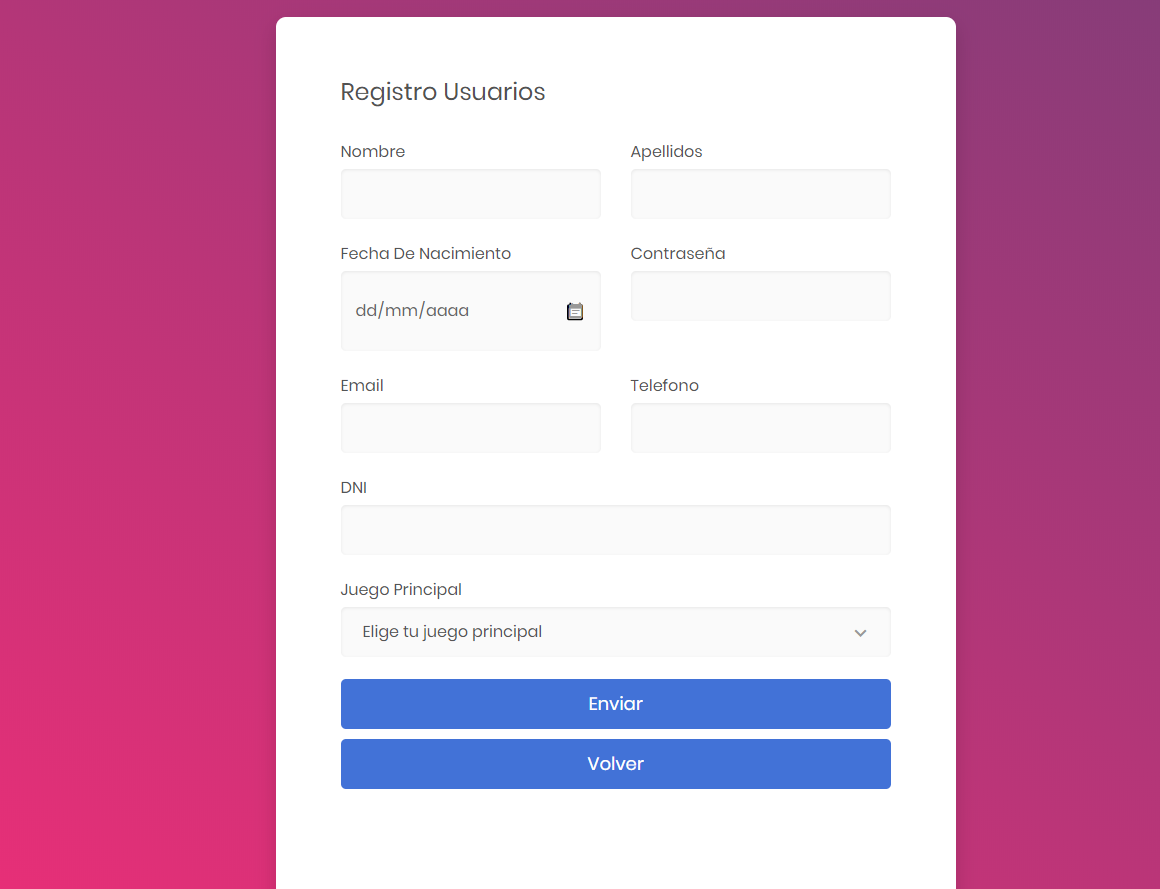 Registro Usuarios
Nombre
Apellidos
Fecha De Nacimiento
Contraseña
dd/mm/aaaa
Email
Telefono
DNI
Juego Principal
Elige tu juego principal
Enviar
Volver